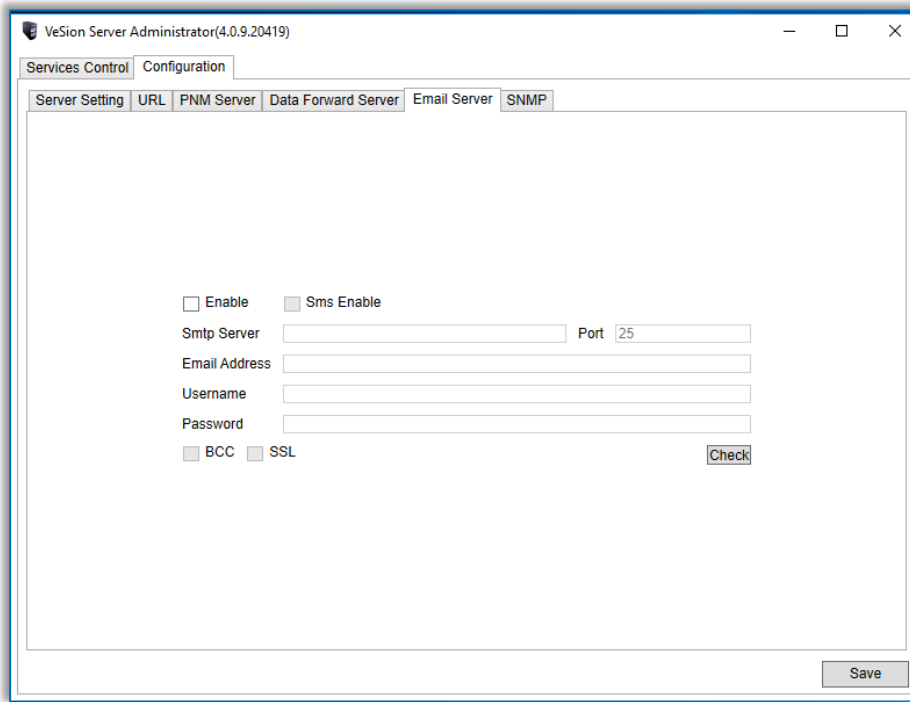 VeSion Server Administrator(4.0.9.20419)
Services Control Configuration
Server Setting URL PNM Server Data Forward Server Email Server SNMP
Enable Sms Enable
Smtp Server Port 25
Email Address
Username
Password
BCC SSL Check
Save